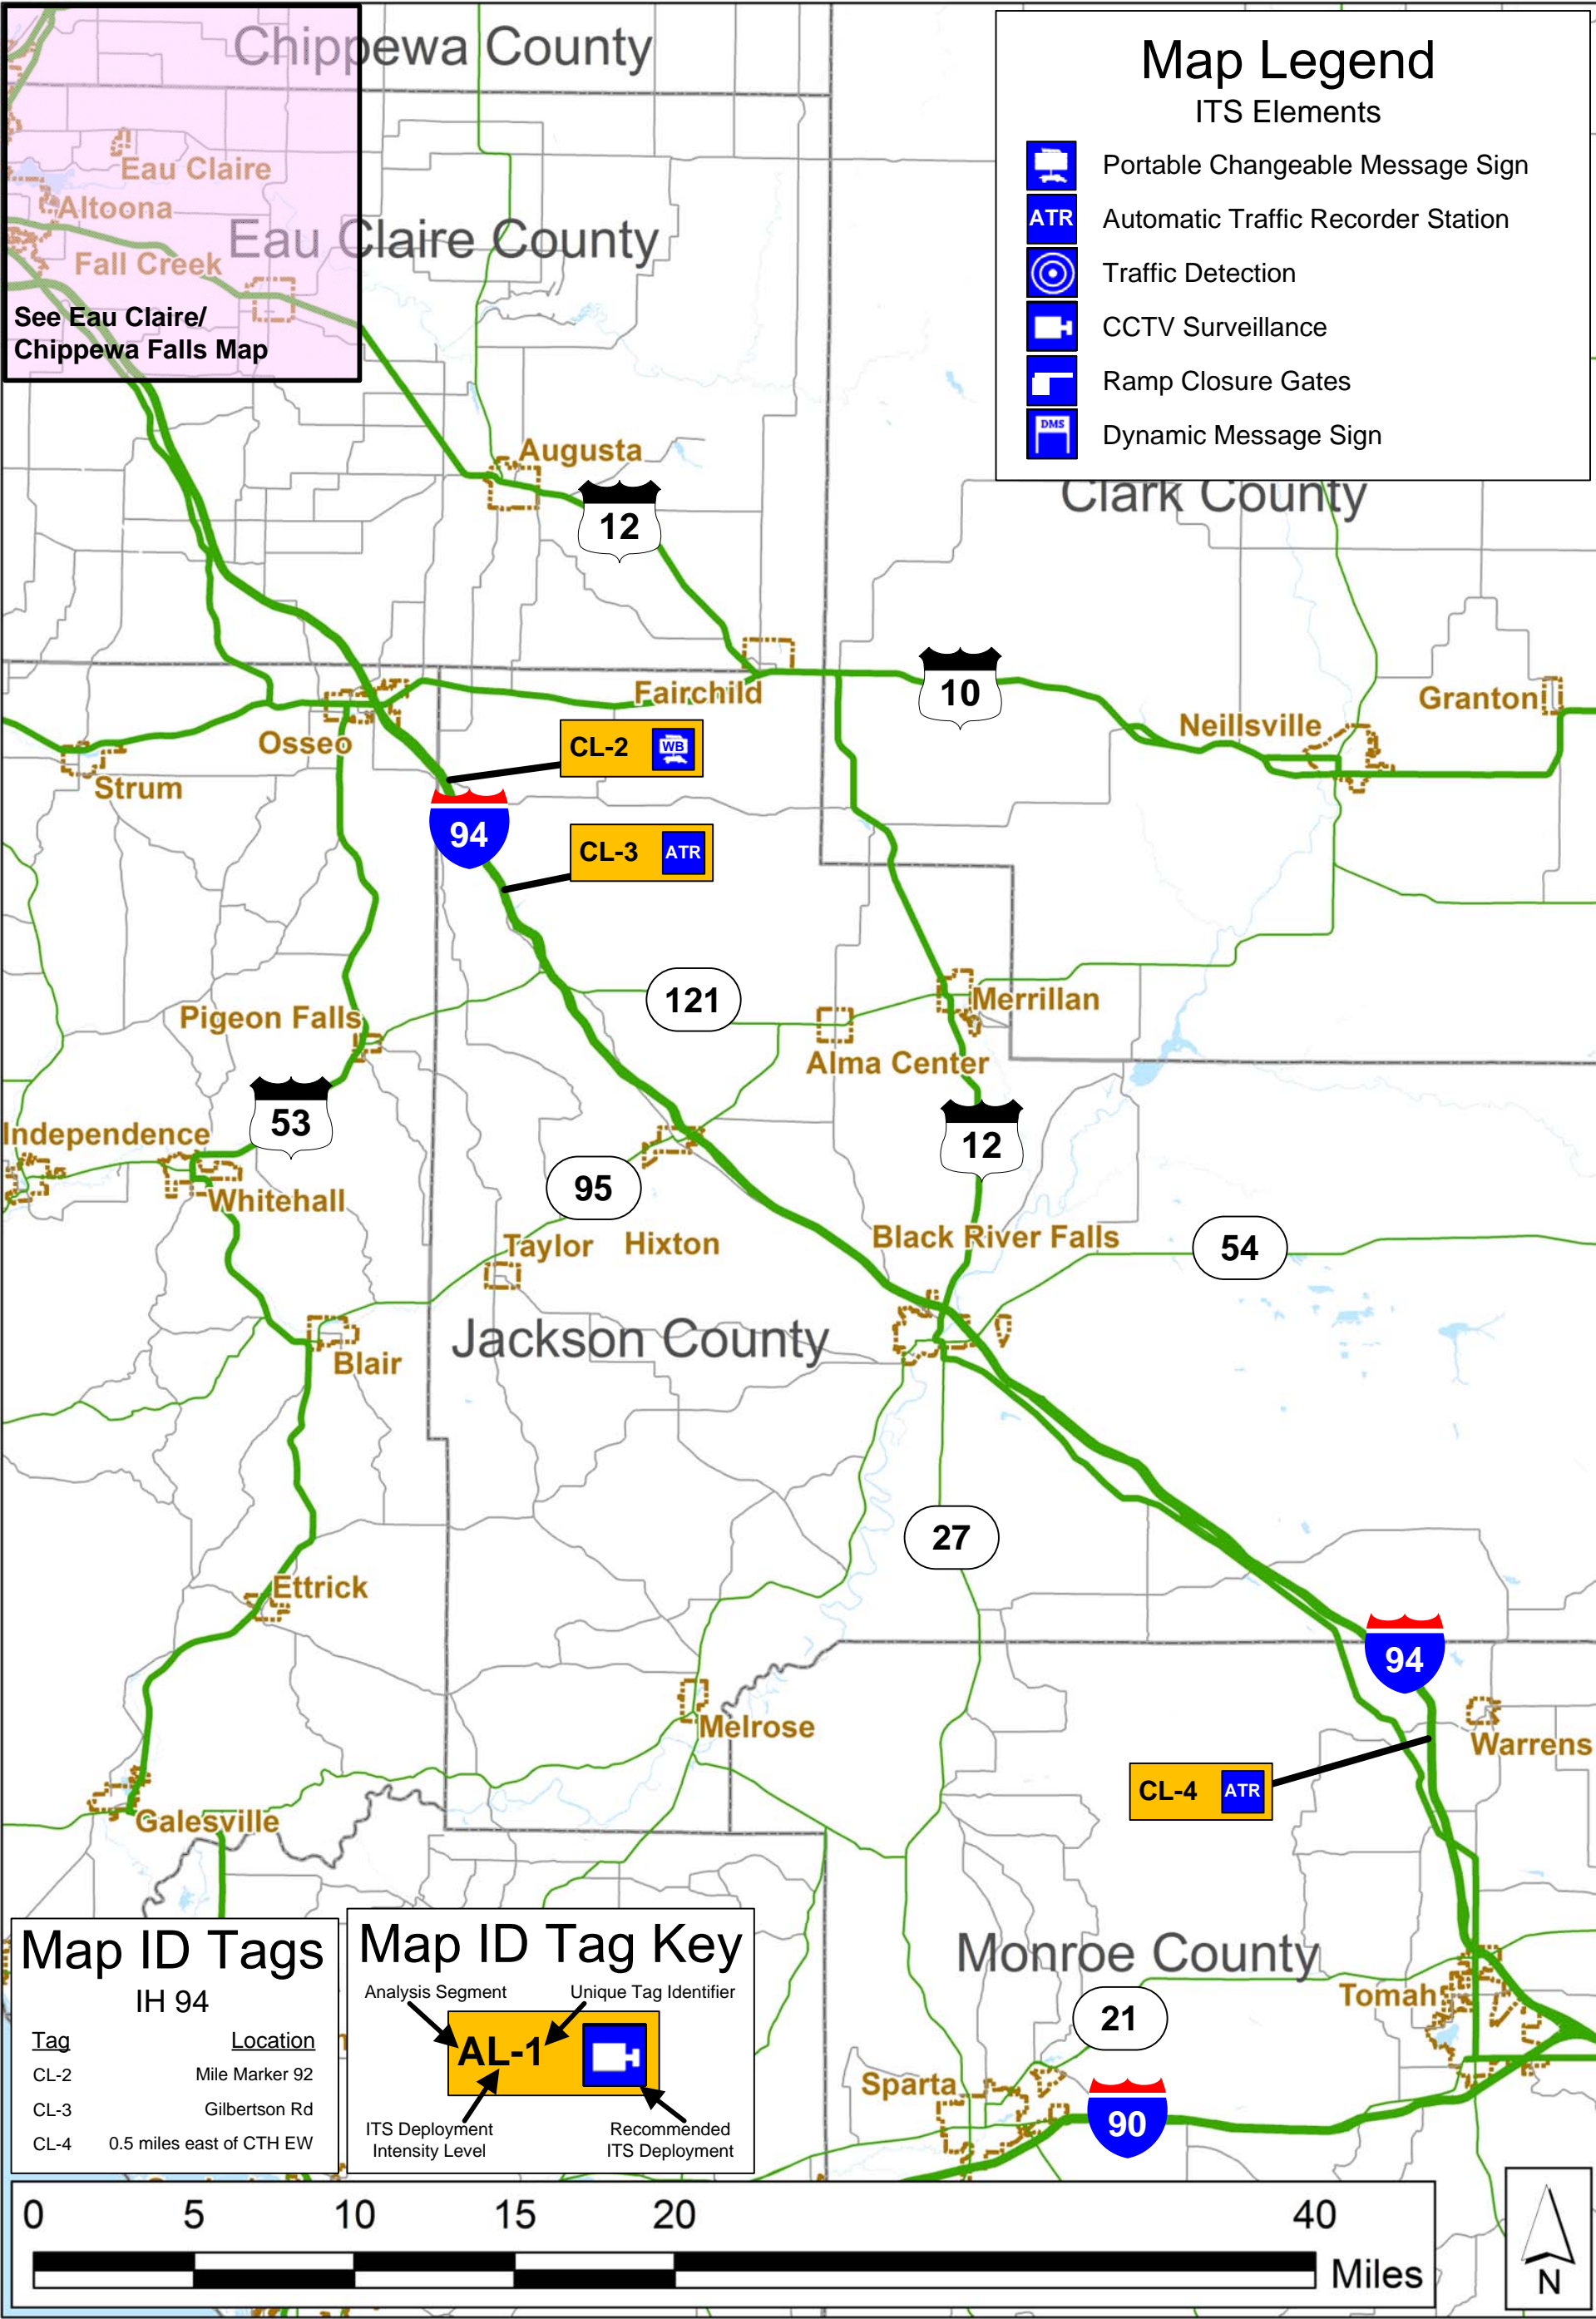 Chippewa County
Map Legend
ITS Elements
Portable Changeable Message Sign
ATR
Automatic Traffic Recorder Station
Traffic Detection
CCTV Surveillance
Ramp Closure Gates
DMS
Dynamic Message Sign
Eau Claire
Altoona
Eau Claire County
Fall Creek
See Eau Claire/
Chippewa Falls Map
Augusta
12
Clark County
Fairchild
10
Granton
Neillsville
Osseo
CL-2 WB
Strum
94
CL-3 ATR
121
Merrillan
Pigeon Falls
Alma Center
53
12
Independence
95
Whitehall
Taylor
Hixton
Black River Falls
54
Jackson County
Blair
27
Ettrick
94
Melrose
Warrens
CL-4 ATR
Galesville
Monroe County
Tomah
21
Sparta
90
Map ID Tags
IH 94
Tag Location
CL-2 Mile Marker 92
CL-3 Gilbertson Rd
CL-4 0.5 miles east of CTH EW
Map ID Tag Key
Analysis Segment
Unique Tag Identifier
AL-1
ITS Deployment
Intensity Level
Recommended
ITS Deployment
0 5 10 15 20 40
Miles
N